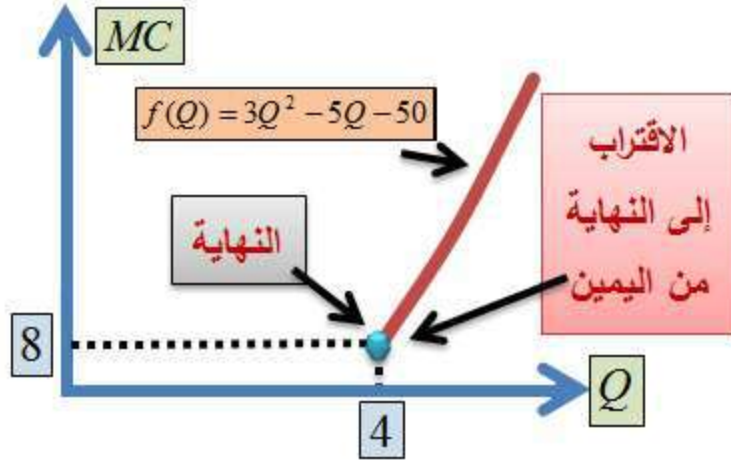 MC
f(Q) = 3Q² − 5Q − 50
الاقتراب
إلى النهاية
من اليمين
النهاية
8
4
Q